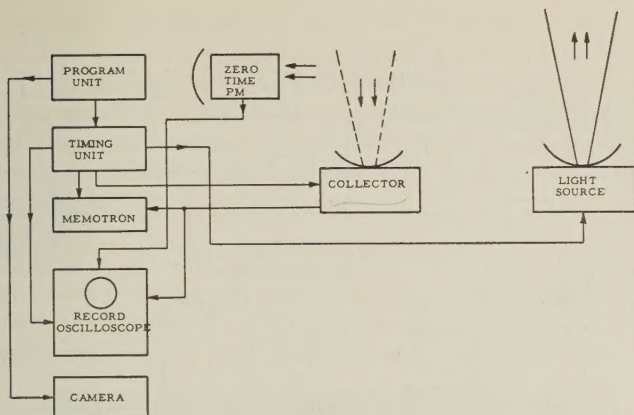 PROGRAM
UNIT
ZERO
TIME
PM
TIMING
UNIT
COLLECTOR
LIGHT
SOURCE
MEMOTRON
RECORD
OSCILLOSCOPE
CAMERA